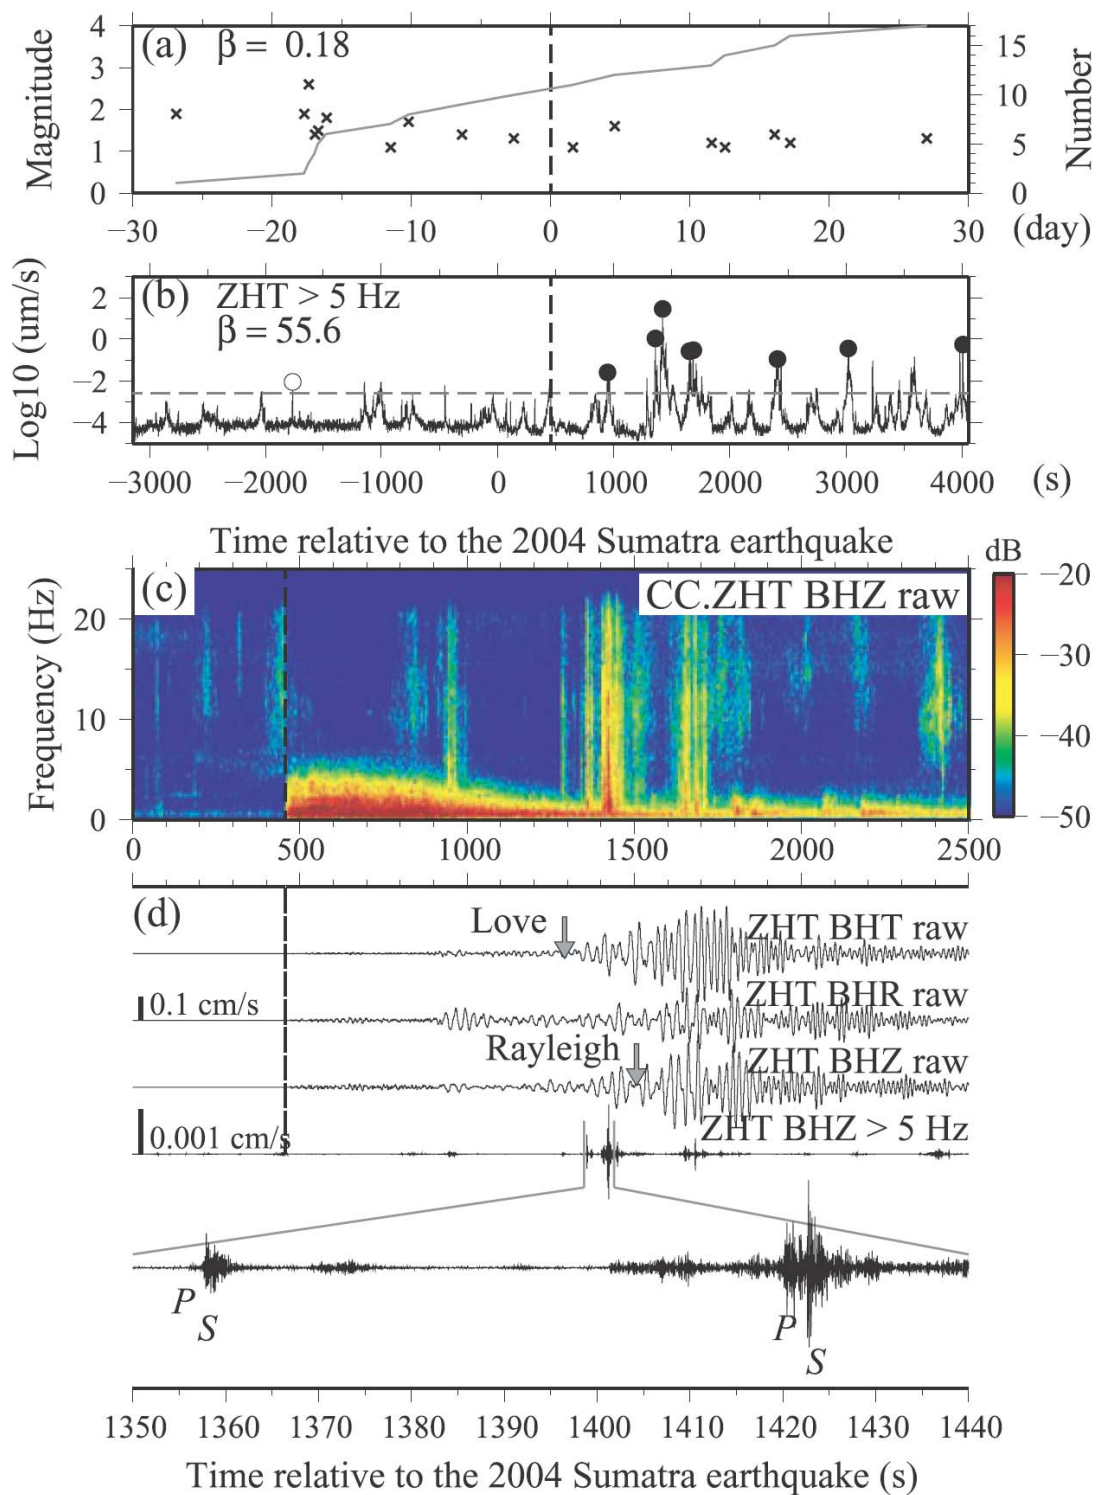 (a) β = 0.18
Magnitude
4
3
2
1
0
15
10
5
0
Number
−30 −20 −10 0 10 20 30 (day)
(b) ZHT > 5 Hz
β = 55.6
Log10 (um/s)
2
0
−2
−4
−3000 −2000 −1000 0 1000 2000 3000 4000 (s)
Time relative to the 2004 Sumatra earthquake
dB
(c) CC.ZHT BHZ raw
Frequency (Hz)
20
10
0
−20
−30
−40
−50
0 500 1000 1500 2000 2500
(d)
Love
ZHT BHT raw
0.1 cm/s
ZHT BHR raw
Rayleigh
ZHT BHZ raw
0.001 cm/s
ZHT BHZ > 5 Hz
P S P S
1350 1360 1370 1380 1390 1400 1410 1420 1430 1440
Time relative to the 2004 Sumatra earthquake (s)